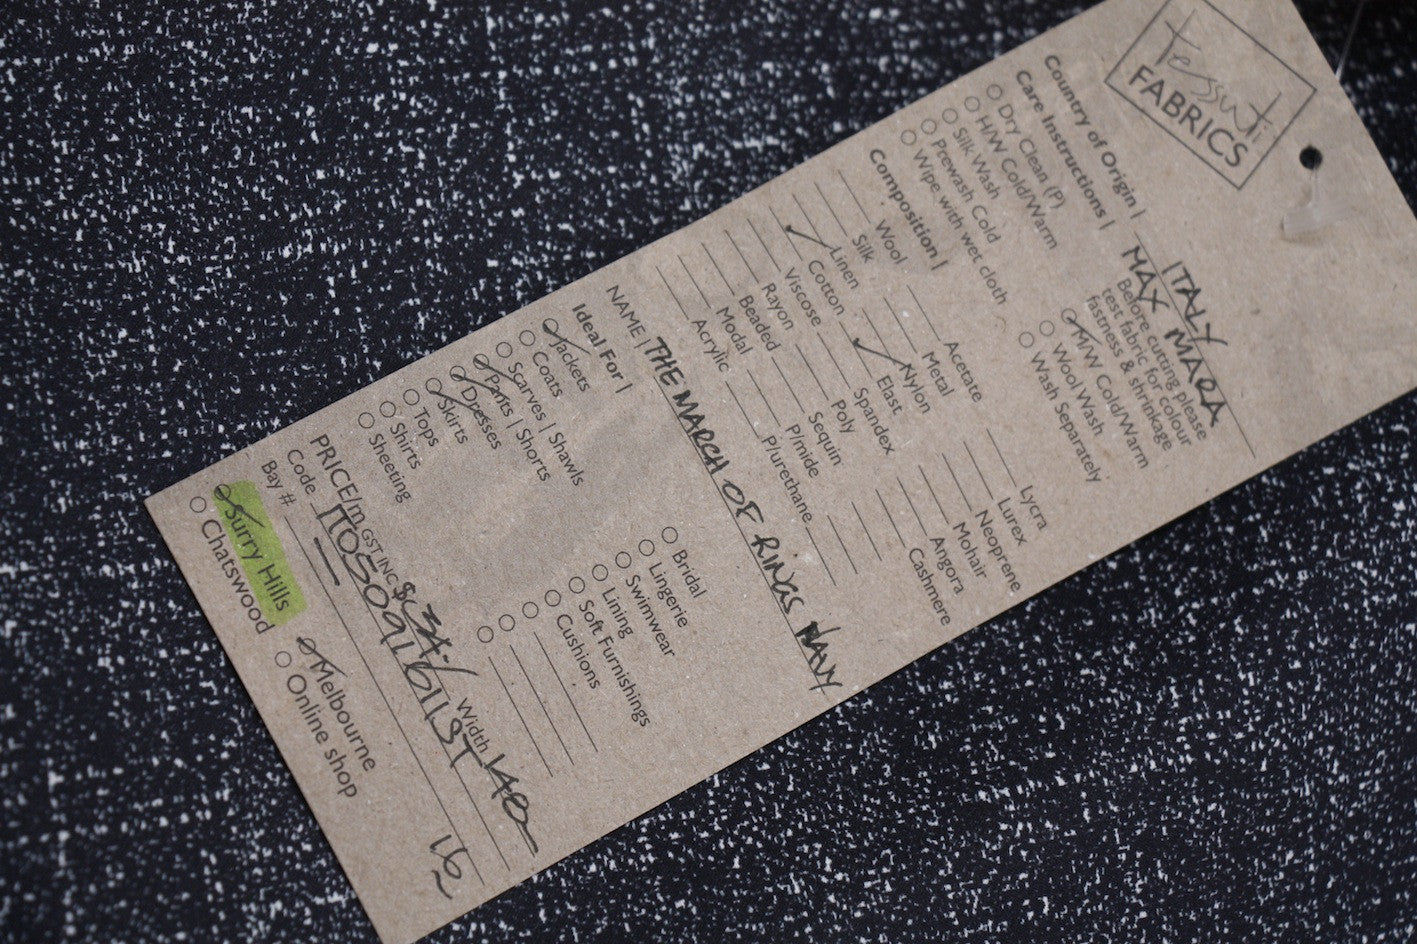 tessuti
FABRICS
Country of Origin | ITALY
MAX MARA
Care Instructions | Before cutting please
test fabric for colour
fastness & shrinkage
Dry Clean (P)
H/W Cold/Warm
Silk Wash
Prewash Cold
Wipe with wet cloth
H/W Cold/Warm
Wool Wash
Wash Separately
Composition |
Wool
Silk
Linen
Cotton
Viscose
Rayon
Beaded
Modal
Acrylic
Acetate
Metal
Nylon
Elast
Spandex
Poly
Sequin
P/nide
P/urethane
Lycra
Lurex
Neoprene
Mohair
Angora
Cashmere
NAME | THE MARCH OF RINGS NAVY
Ideal For |
Jackets
Coats
Scarves | Shawls
Pants | Shorts
Dresses
Skirts
Tops
Shirts
Sheeting
Bridal
Lingerie
Swimwear
Lining
Soft Furnishings
Cushions
PRICE/m GST INC $ 34.- Width 140
Code
Bay # 16
Surry Hills
Chatswood
Melbourne
Online shop